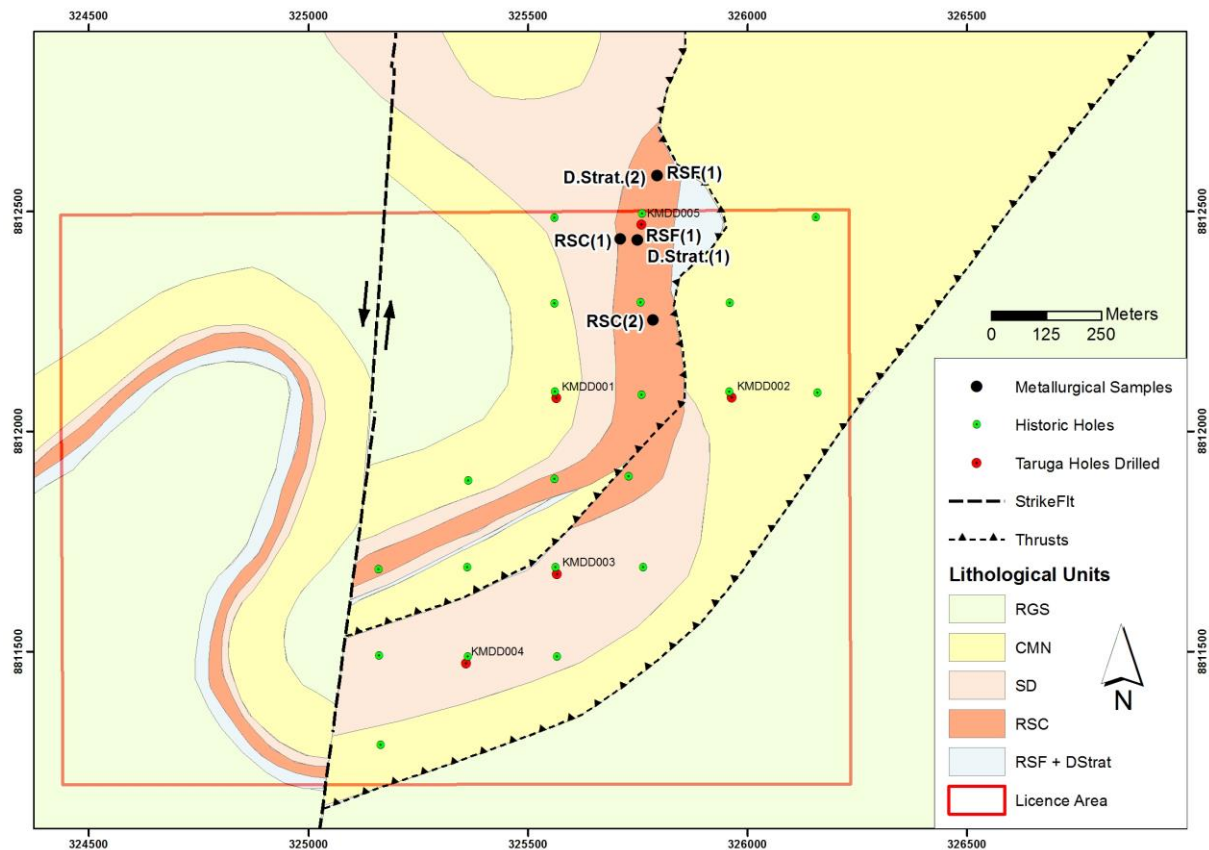 324500 325000 325500 326000 326500
8812500 8812500
8812000 8812000
8811500 8811500
D.Strat.(2) RSF(1)
KMDD005
RSC(1) RSF(1)
D.Strat.(1)
RSC(2)
KMDD001
KMDD002
KMDD003
KMDD004
Meters
0 125 250
Metallurgical Samples
Historic Holes
Taruga Holes Drilled
StrikeFlt
Thrusts
Lithological Units
RGS
CMN
SD
RSC
RSF + DStrat
Licence Area
N
324500 325000 325500 326000 326500